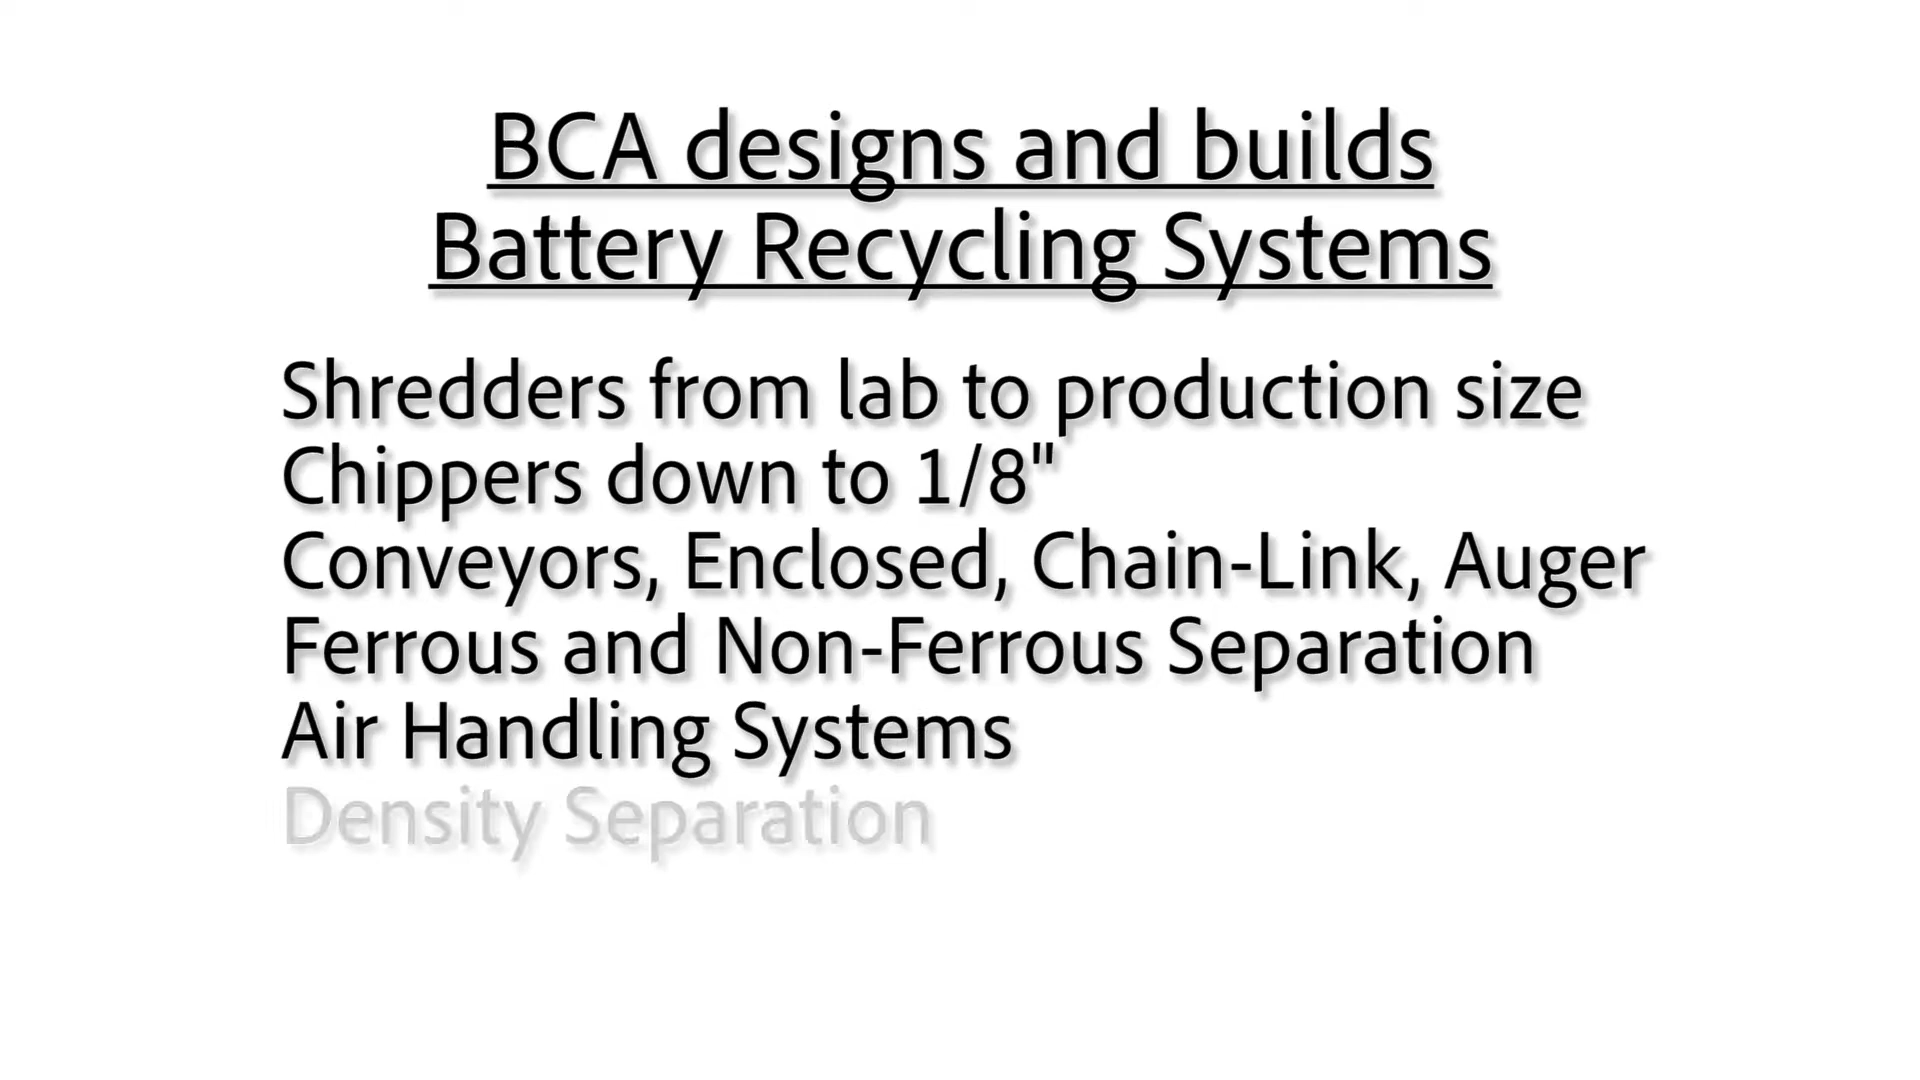 BCA designs and builds
Battery Recycling Systems
Shredders from lab to production size
Chippers down to 1/8"
Conveyors, Enclosed, Chain-Link, Auger
Ferrous and Non-Ferrous Separation
Air Handling Systems
Density Separation